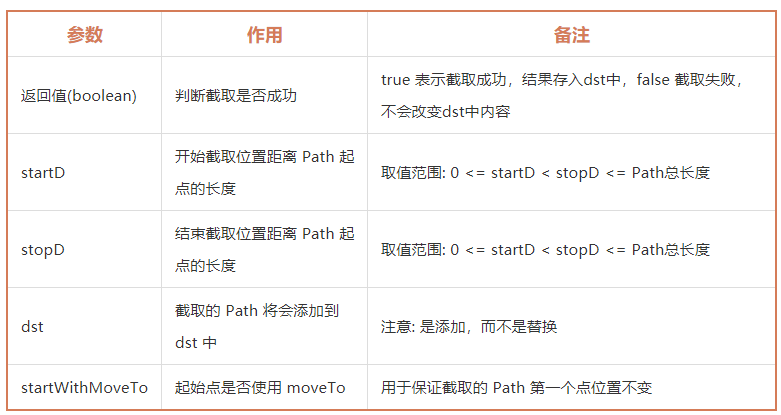 参数 作用 备注
返回值(boolean) 判断截取是否成功 true 表示截取成功，结果存入dst中，false 截取失败，
不会改变dst中内容
startD 开始截取位置距离 Path 起
点的长度 取值范围: 0 <= startD < stopD <= Path总长度
stopD 结束截取位置距离 Path 起
点的长度 取值范围: 0 <= startD < stopD <= Path总长度
dst 截取的 Path 将会添加到
dst 中 注意: 是添加，而不是替换
startWithMoveTo 起始点是否使用 moveTo 用于保证截取的 Path 第一个点位置不变